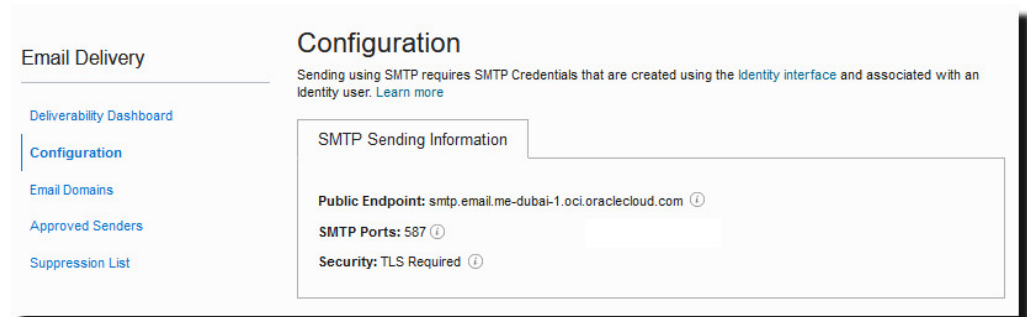 Email Delivery
Deliverability Dashboard
Configuration
Email Domains
Approved Senders
Suppression List
Configuration
Sending using SMTP requires SMTP Credentials that are created using the Identity interface and associated with an
Identity user. Learn more
SMTP Sending Information
Public Endpoint: smtp.email.me-dubai-1.oci.oraclecloud.com
SMTP Ports: 587
Security: TLS Required